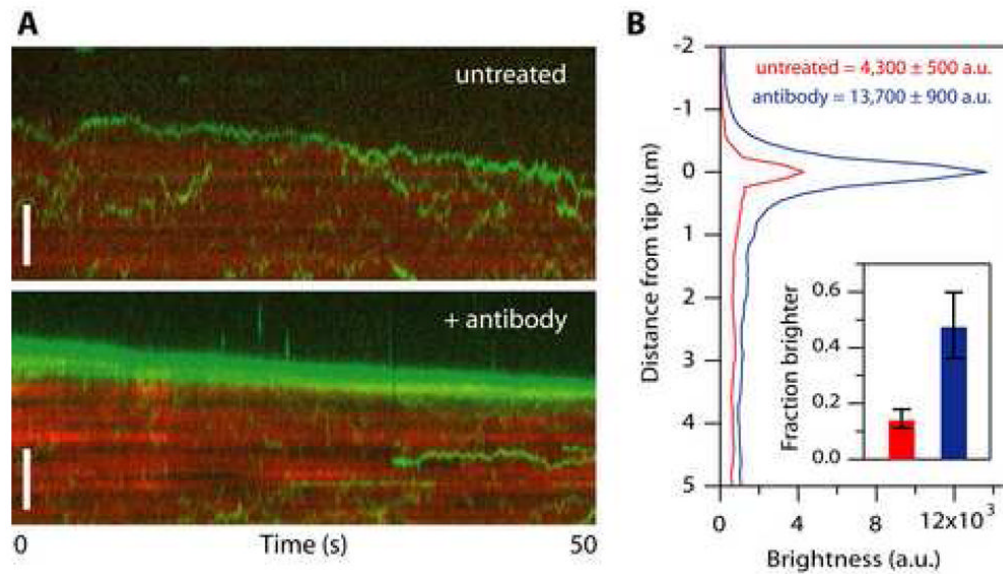 A
untreated
+ antibody
0
Time (s)
50
B
untreated = 4,300 ± 500 a.u.
antibody = 13,700 ± 900 a.u.
Distance from tip (μm)
-2
-1
0
1
2
3
4
5
0
4
8
12x10³
Brightness (a.u.)
Fraction brighter
0.6
0.4
0.2
0.0